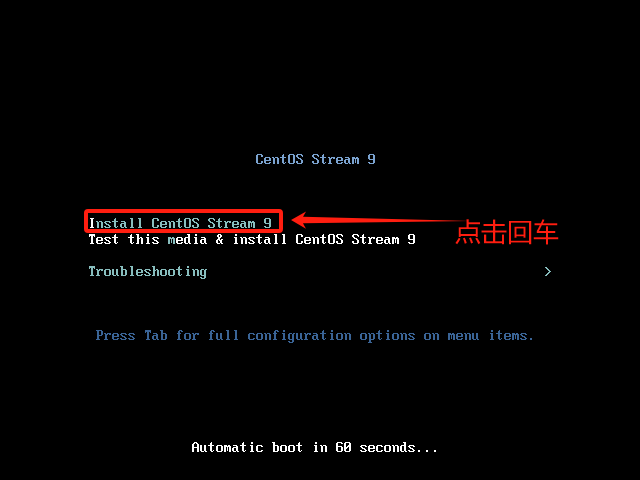 CentOS Stream 9
Install CentOS Stream 9
Test this media & install CentOS Stream 9
点击回车
Troubleshooting >
Press Tab for full configuration options on menu items.
Automatic boot in 60 seconds...